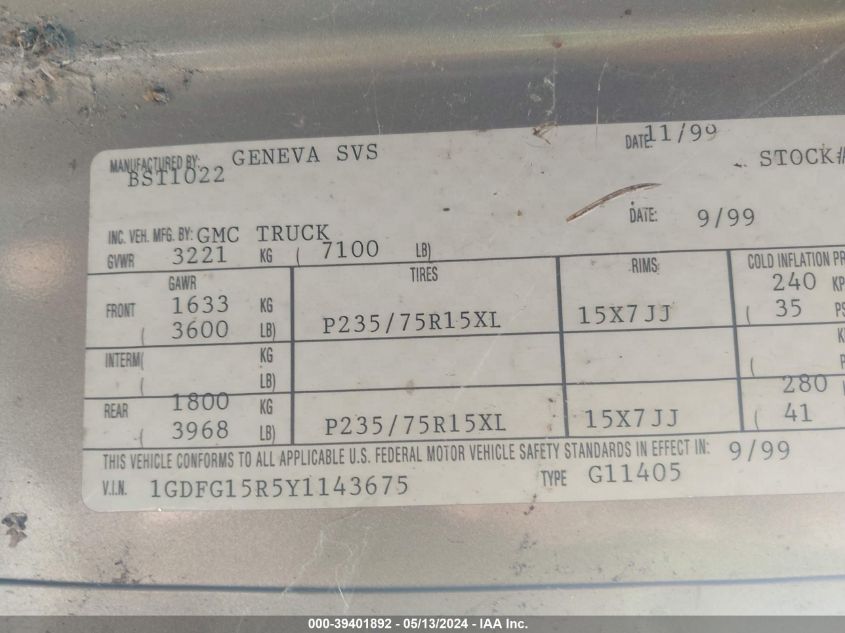 MANUFACTURED BY: GENEVA SVS DATE: 11/99
BST1022 STOCK#
INC. VEH. MFG. BY: GMC TRUCK DATE: 9/99
GVWR 3221 KG ( 7100 LB)
GAWR TIRES RIMS COLD INFLATION PR
FRONT 1633 KG 240 KP
( 3600 LB) P235/75R15XL 15X7JJ ( 35 PS
INTERM( KG K
( LB) ( P
REAR 1800 KG 280
( 3968 LB) P235/75R15XL 15X7JJ ( 41
THIS VEHICLE CONFORMS TO ALL APPLICABLE U.S. FEDERAL MOTOR VEHICLE SAFETY STANDARDS IN EFFECT IN: 9/99
V.I.N. 1GDFG15R5Y1143675 TYPE G11405
000-39401892 - 05/13/2024 - IAA Inc.